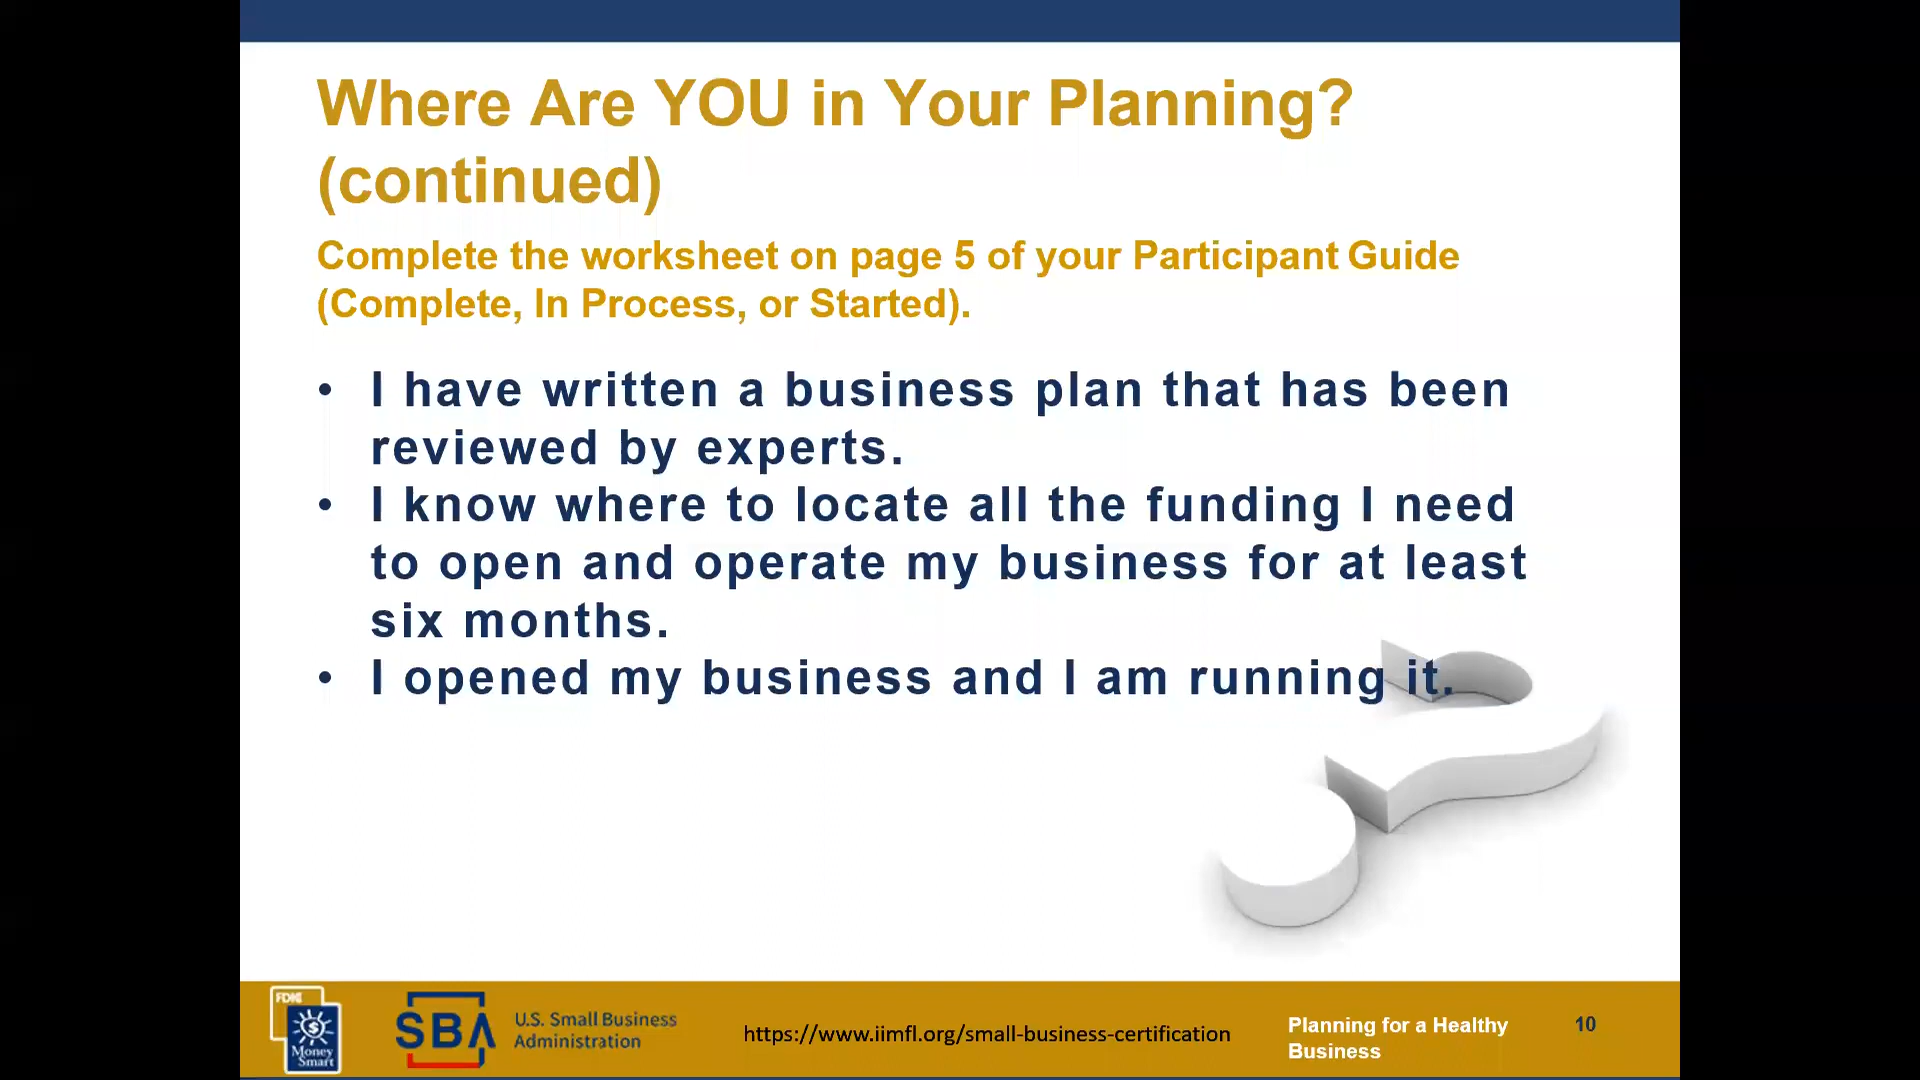 Where Are YOU in Your Planning?
(continued)
Complete the worksheet on page 5 of your Participant Guide
(Complete, In Process, or Started).
• I have written a business plan that has been
reviewed by experts.
• I know where to locate all the funding I need
to open and operate my business for at least
six months.
• I opened my business and I am running it.
FDIC
Money
Smart
SBA
U.S. Small Business
Administration
https://www.iimfl.org/small-business-certification
Planning for a Healthy
Business
10